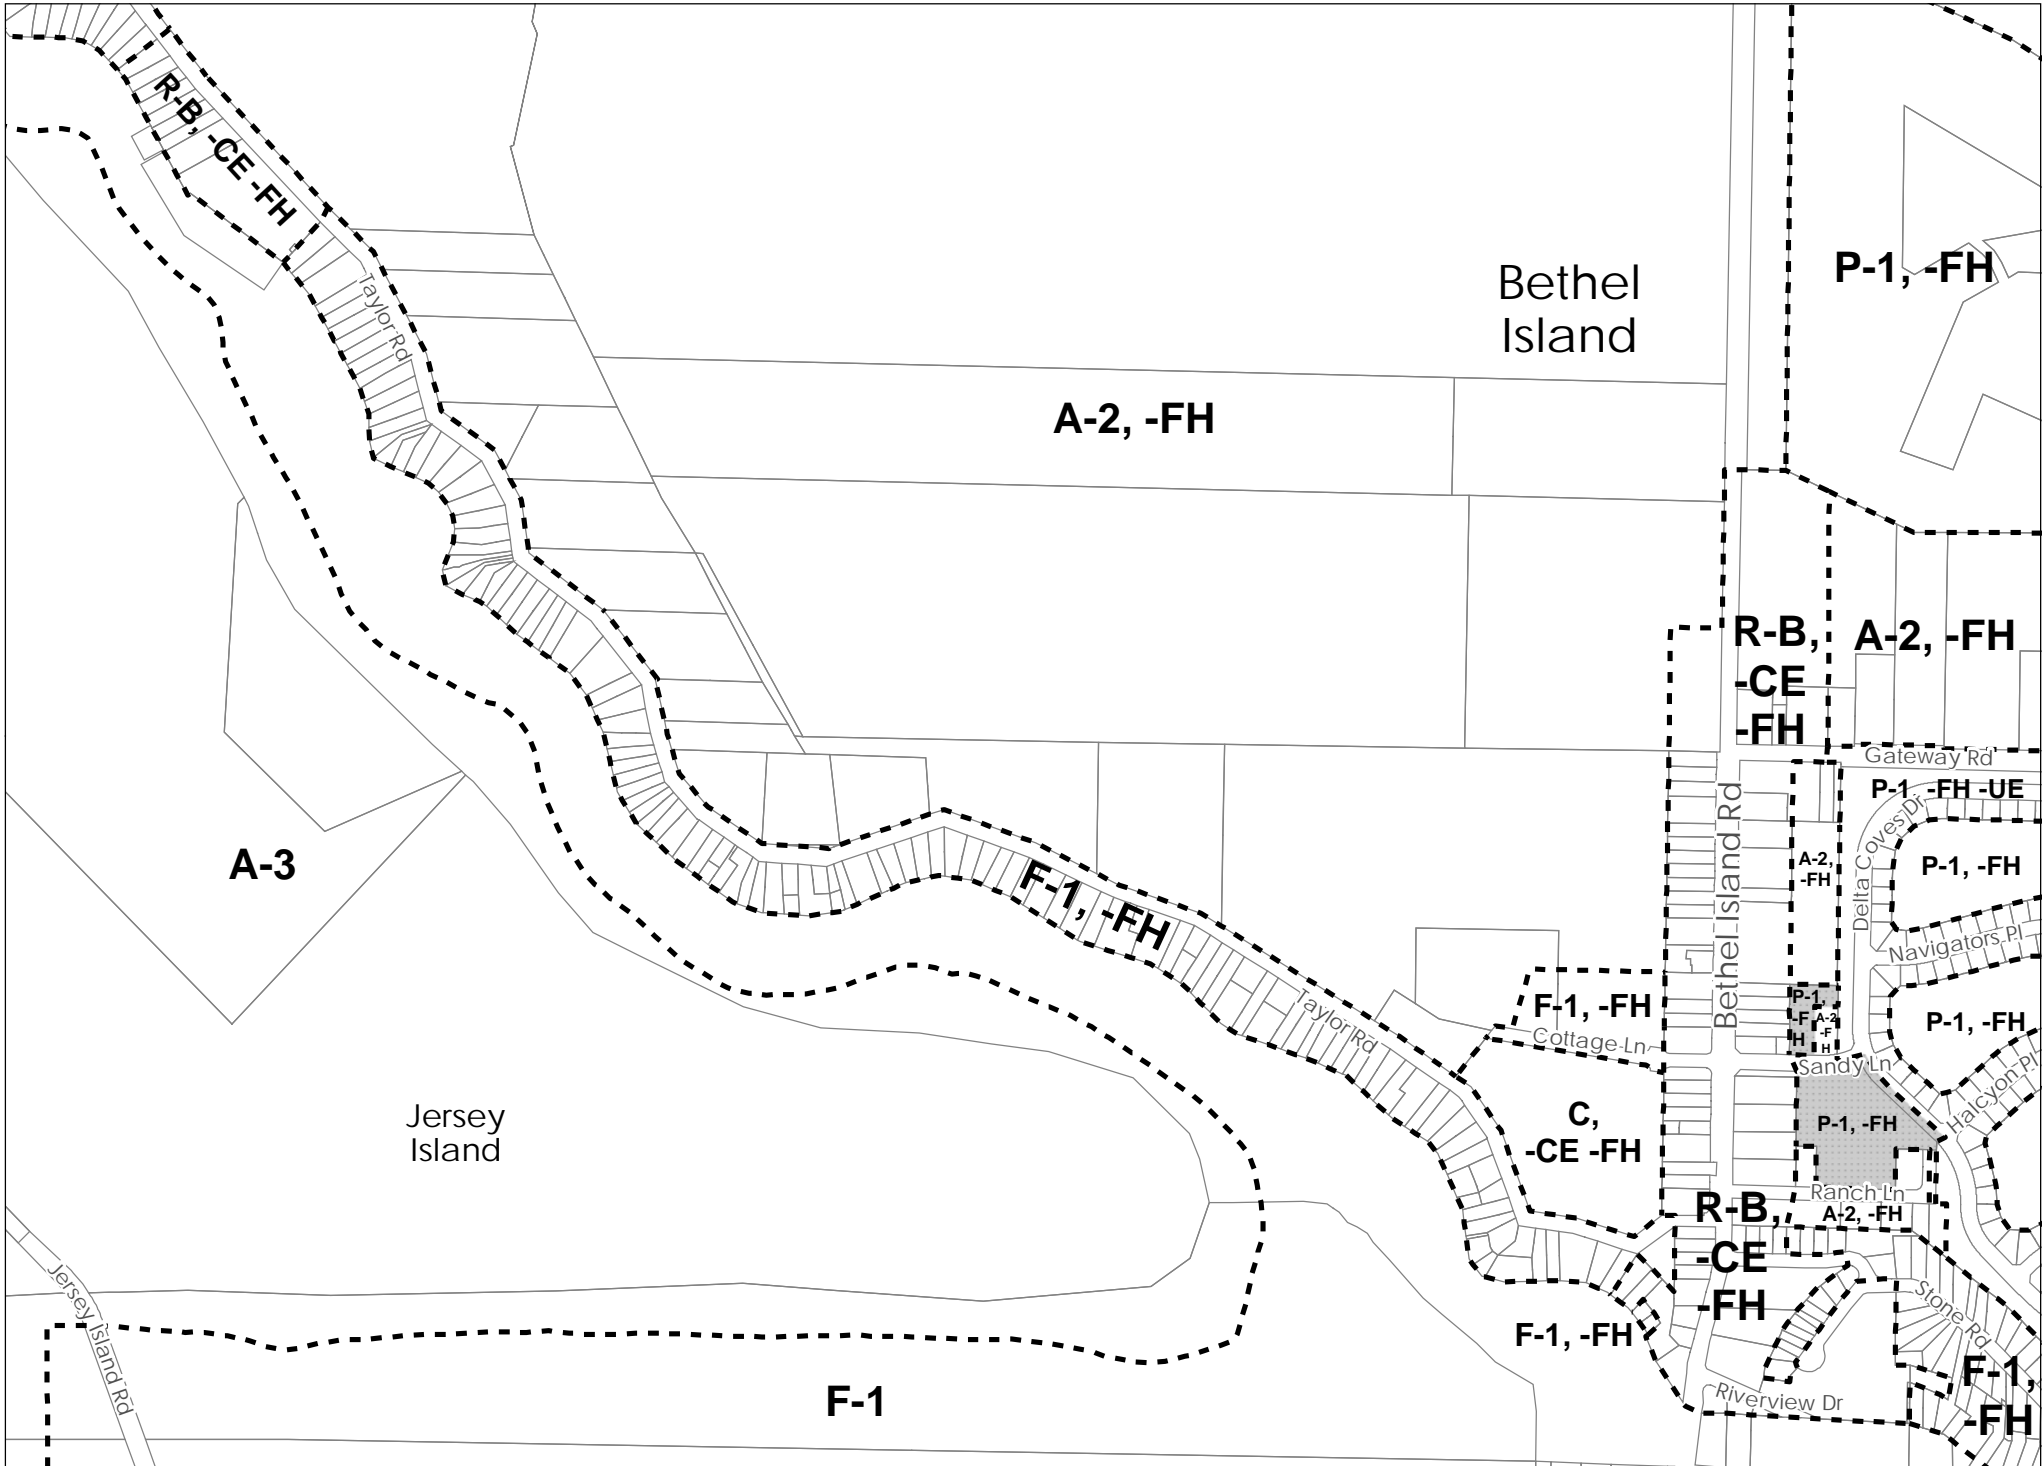 R-B, -CE -FH
Taylor Rd
Bethel
Island
P-1, -FH
A-2, -FH
R-B,
-CE
-FH
A-2, -FH
Gateway Rd
P-1, -FH -UE
Delta Coves Dr
P-1, -FH
A-2,
-FH
Bethel Island Rd
A-3
F-1, -FH
Navigators Pl
Taylor Rd
F-1, -FH
Cottage Ln
P-1,
-F
H
A-2
-F
H
P-1, -FH
Sandy Ln
Halcyon Pl
Jersey
Island
C,
-CE -FH
P-1, -FH
Ranch Ln
A-2, -FH
R-B,
-CE
-FH
Jersey Island Rd
F-1, -FH
Stone Rd
F-1,
-FH
F-1
Riverview Dr